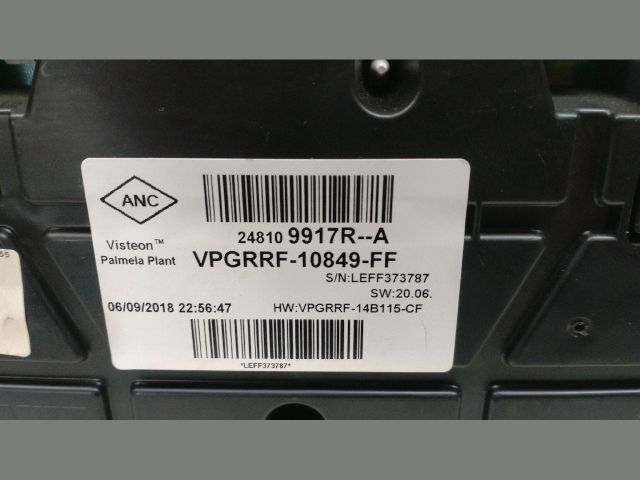 ANC
24810 9917R--A
Visteon™
Palmela Plant
VPGRRF-10849-FF
S/N:LEFF373787
SW:20.06.
06/09/2018 22:56:47
HW:VPGRRF-14B115-CF
*LEFF373787*